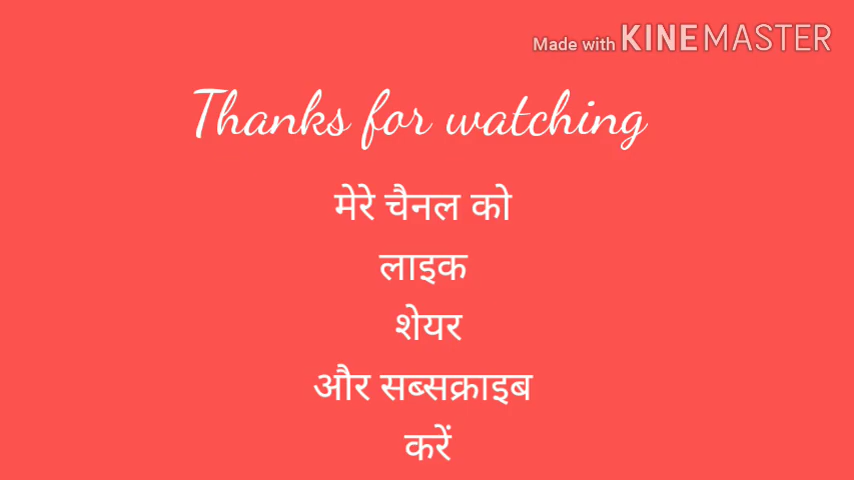 Made with KINEMASTER
Thanks for watching
मेरे चैनल को
लाइक
शेयर
और सब्सक्राइब
करें